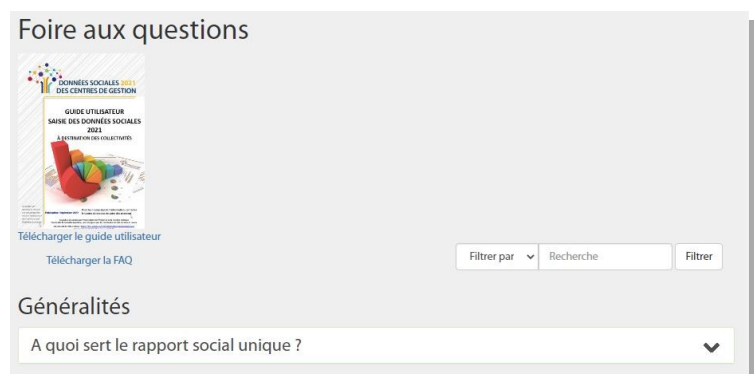 Foire aux questions
DONNÉES SOCIALES 2021
DES CENTRES DE GESTION
GUIDE UTILISATEUR
SAISIE DES DONNÉES SOCIALES
2021
À DESTINATION DES COLLECTIVITÉS
Télécharger le guide utilisateur
Télécharger la FAQ
Filtrer par
Recherche
Filtrer
Généralités
A quoi sert le rapport social unique ?